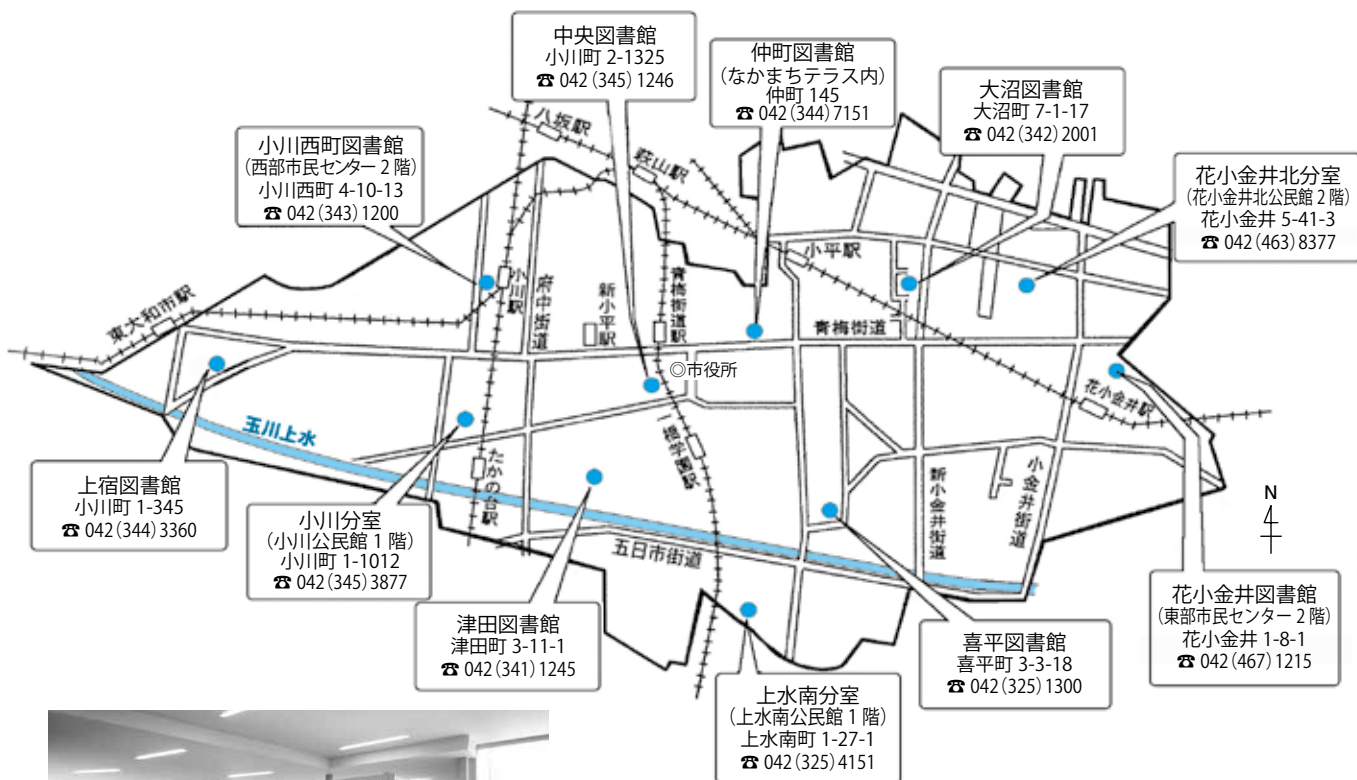 中央図書館
小川町 2-1325
☎ 042(345)1246
仲町図書館
(なかまちテラス内)
仲町 145
☎ 042(344)7151
大沼図書館
大沼町 7-1-17
☎ 042(342)2001
小川西町図書館
(西部市民センター 2 階)
小川西町 4-10-13
☎ 042(343)1200
花小金井北分室
(花小金井北公民館 2 階)
花小金井 5-41-3
☎ 042(463)8377
八坂駅
萩山駅
小平駅
東大和市駅
小川駅
府中街道
新小平駅
青梅街道駅
青梅街道
◎市役所
花小金井駅
玉川上水
たかの台駅
一橋学園駅
新小金井街道
小金井街道
五日市街道
N
上宿図書館
小川町 1-345
☎ 042(344)3360
小川分室
(小川公民館 1 階)
小川町 1-1012
☎ 042(345)3877
津田図書館
津田町 3-11-1
☎ 042(341)1245
上水南分室
(上水南公民館 1 階)
上水南町 1-27-1
☎ 042(325)4151
喜平図書館
喜平町 3-3-18
☎ 042(325)1300
花小金井図書館
(東部市民センター 2 階)
花小金井 1-8-1
☎ 042(467)1215